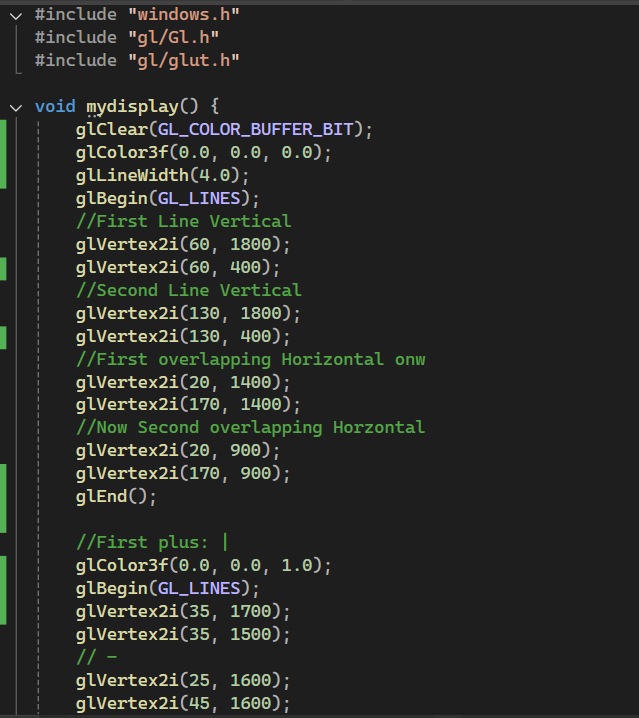 #include "windows.h"
#include "gl/Gl.h"
#include "gl/glut.h"
void mydisplay() {
glClear(GL_COLOR_BUFFER_BIT);
glColor3f(0.0, 0.0, 0.0);
glLineWidth(4.0);
glBegin(GL_LINES);
//First Line Vertical
glVertex2i(60, 1800);
glVertex2i(60, 400);
//Second Line Vertical
glVertex2i(130, 1800);
glVertex2i(130, 400);
//First overlapping Horizontal onw
glVertex2i(20, 1400);
glVertex2i(170, 1400);
//Now Second overlapping Horzontal
glVertex2i(20, 900);
glVertex2i(170, 900);
glEnd();
//First plus: |
glColor3f(0.0, 0.0, 1.0);
glBegin(GL_LINES);
glVertex2i(35, 1700);
glVertex2i(35, 1500);
// -
glVertex2i(25, 1600);
glVertex2i(45, 1600);